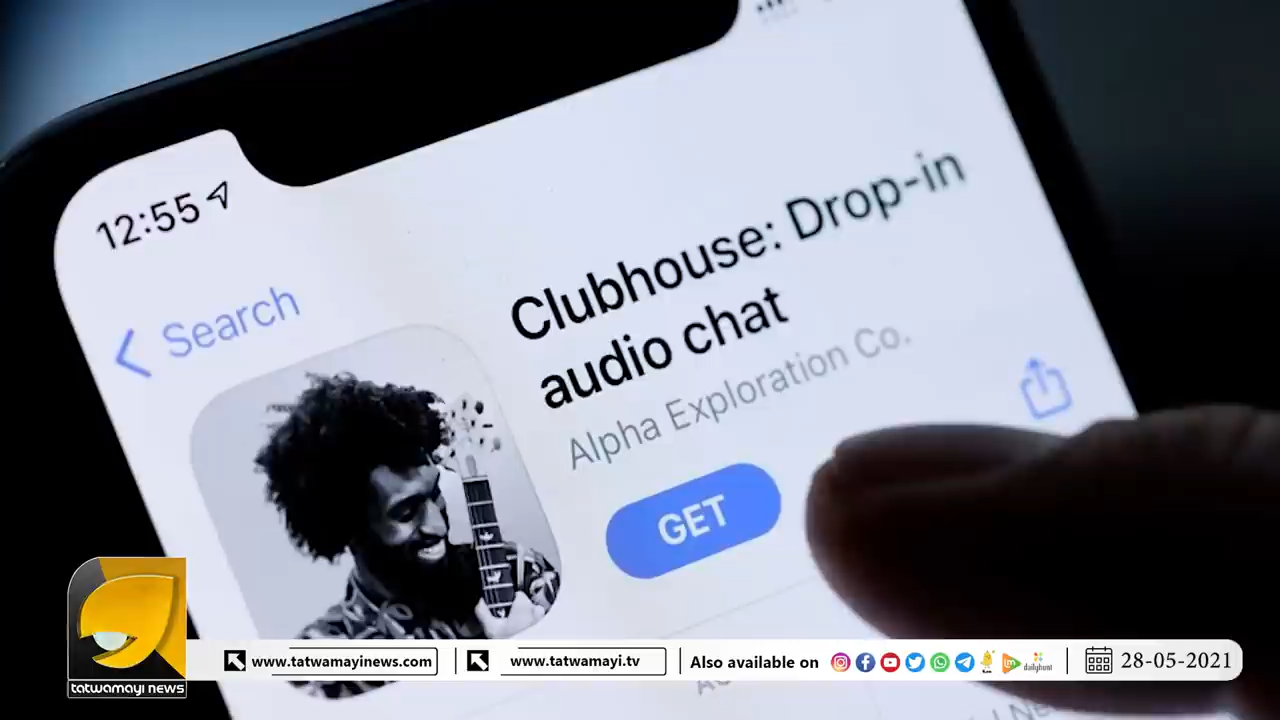 12:55
Search
Clubhouse: Drop-in
audio chat
Alpha Exploration Co.
GET
tatwamayi news
www.tatwamayinews.com
www.tatwamayi.tv
Also available on
dailyhunt
28-05-2021